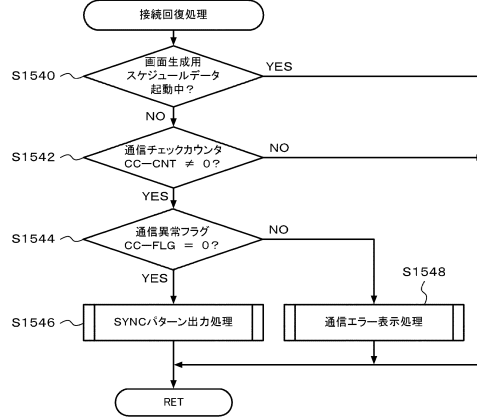 接続回復処理
S1540
画面生成用
スケジュールデータ
起動中?
YES
NO
S1542
通信チェックカウンタ
CC－CNT ≠ 0?
NO
YES
S1544
通信異常フラグ
CC－FLG = 0?
NO
YES
S1548
S1546
SYNCパターン出力処理
通信エラー表示処理
RET